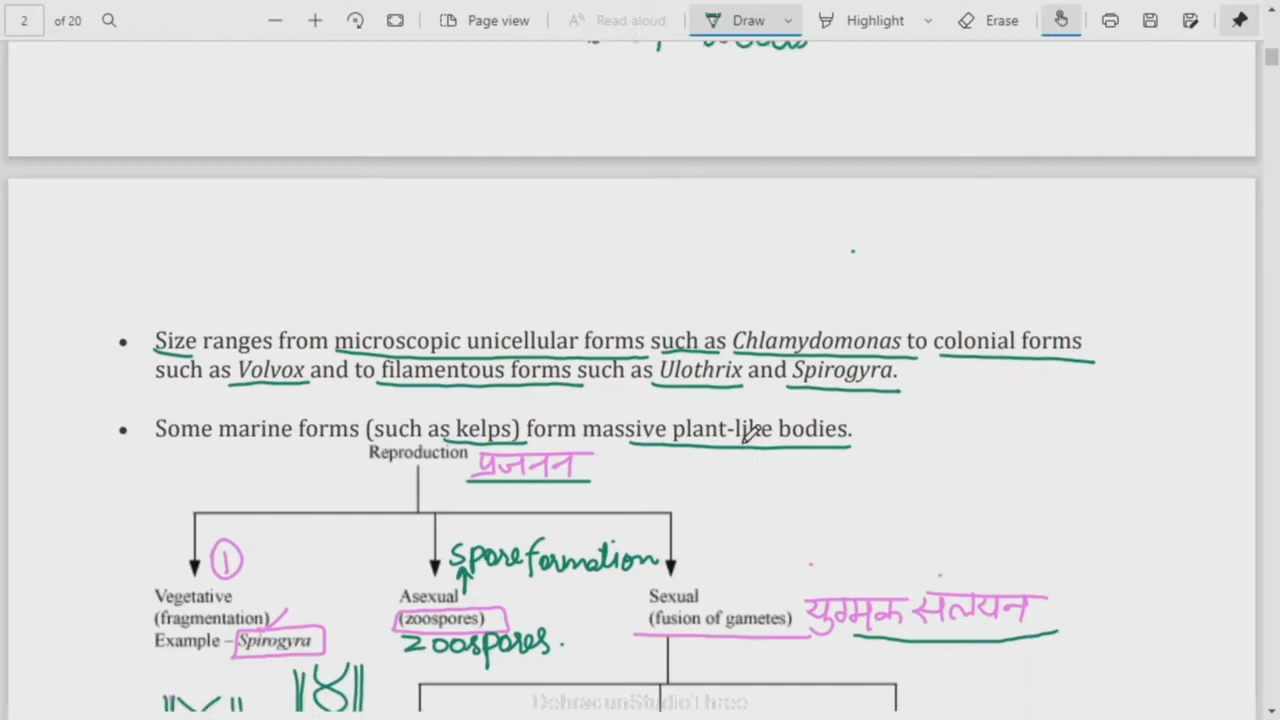 2 of 20 Page view Read aloud Draw Highlight Erase
• Size ranges from microscopic unicellular forms such as Chlamydomonas to colonial forms
such as Volvox and to filamentous forms such as Ulothrix and Spirogyra.
• Some marine forms (such as kelps) form massive plant-like bodies.
Reproduction प्रजनन
1 Spore formation
Vegetative Asexual Sexual
(fragmentation) (zoospores) (fusion of gametes) युग्मक संलयन
Example – Spirogyra zoospores.
DehradunStudioThree